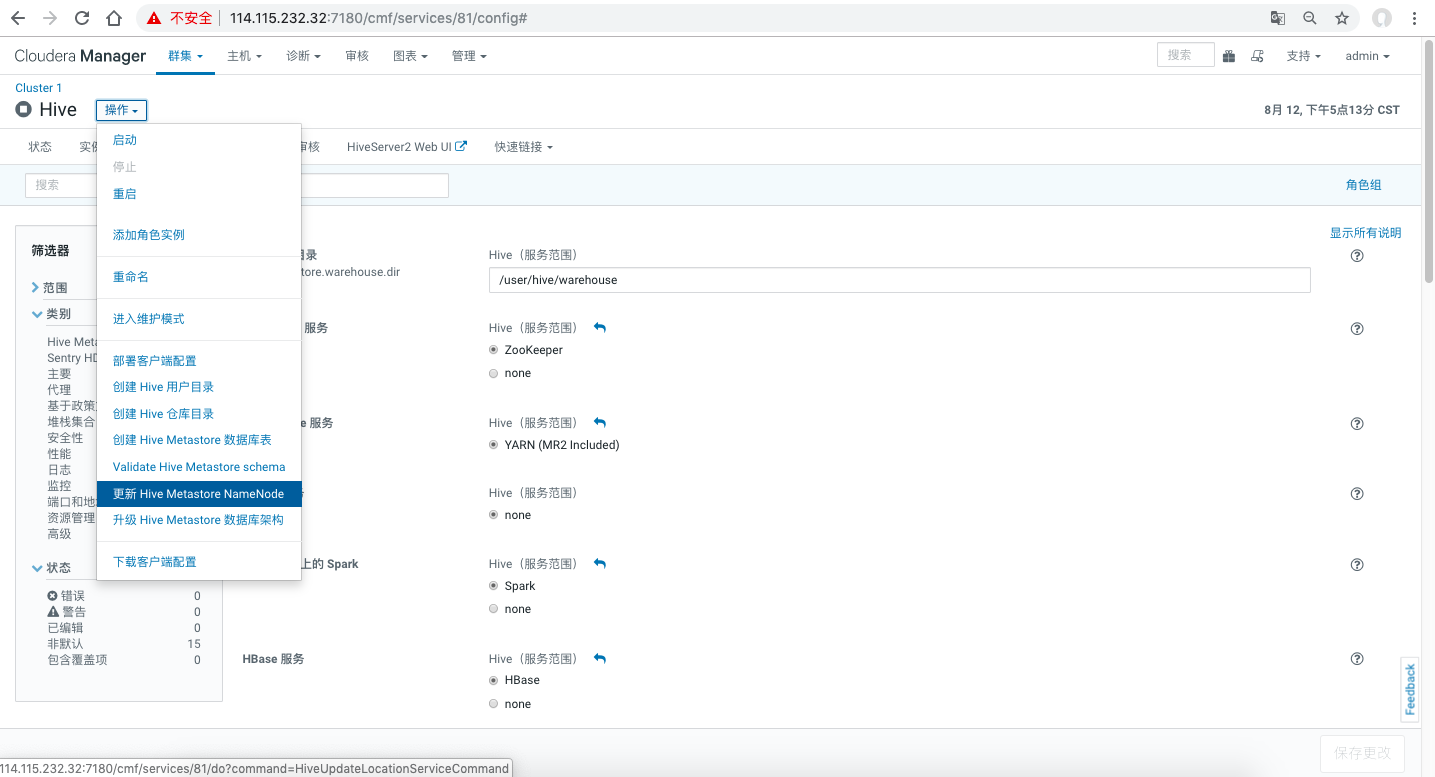 不安全 114.115.232.32:7180/cmf/services/81/config#
Cloudera Manager 群集 主机 诊断 审核 图表 管理 搜索 支持 admin
Cluster 1
Hive 操作 8月 12, 下午5点13分 CST
状态 审核 HiveServer2 Web UI 快速链接
启动
停止
重启
搜索 角色组
添加角色实例
显示所有说明
筛选器
目录 Hive（服务范围）
tore.warehouse.dir
/user/hive/warehouse
重命名
范围
类别
进入维护模式
服务 Hive（服务范围）
ZooKeeper
none
Hive Meta
Sentry HD
主要
代理
基于政策
堆栈集合
安全性
性能
日志
监控
端口和地
资源管理
高级
部署客户端配置
创建 Hive 用户目录
创建 Hive 仓库目录
创建 Hive Metastore 数据库表
Validate Hive Metastore schema
更新 Hive Metastore NameNode
升级 Hive Metastore 数据库架构
下载客户端配置
e 服务 Hive（服务范围）
YARN (MR2 Included)
Hive（服务范围）
none
上的 Spark Hive（服务范围）
Spark
none
状态
错误 0
警告 0
已编辑 0
非默认 15
包含覆盖项 0
HBase 服务 Hive（服务范围）
HBase
none
Feedback
保存更改
114.115.232.32:7180/cmf/services/81/do?command=HiveUpdateLocationServiceCommand